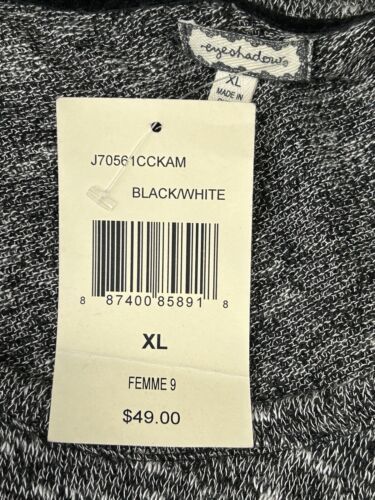 eyeshadow
XL
MADE IN
J70561CCKAM
BLACK/WHITE
8 87400 85891 8
XL
FEMME 9
$49.00